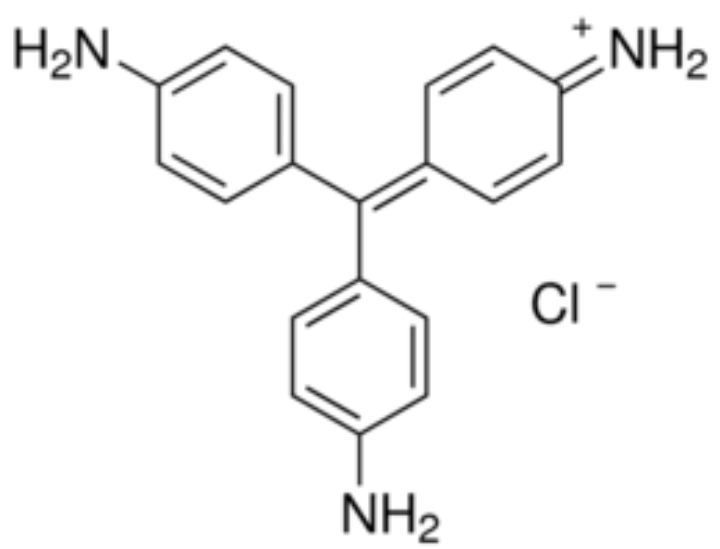 H₂N
⁺NH₂
Cl⁻
NH₂